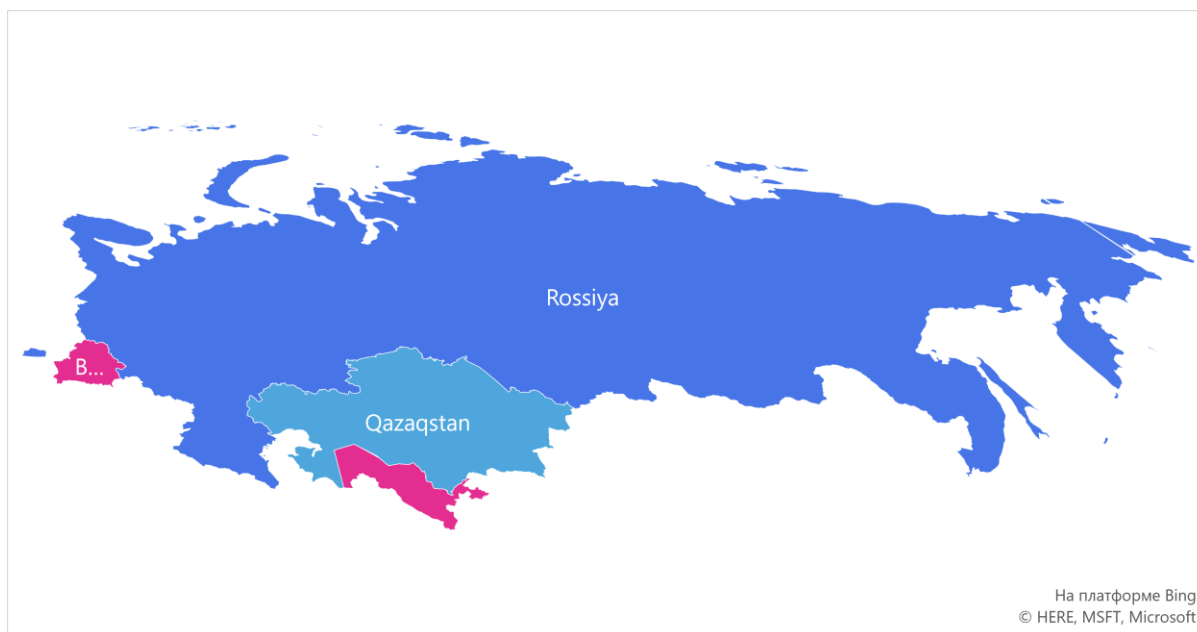 Rossiya
B...
Qazaqstan
На платформе Bing
© HERE, MSFT, Microsoft